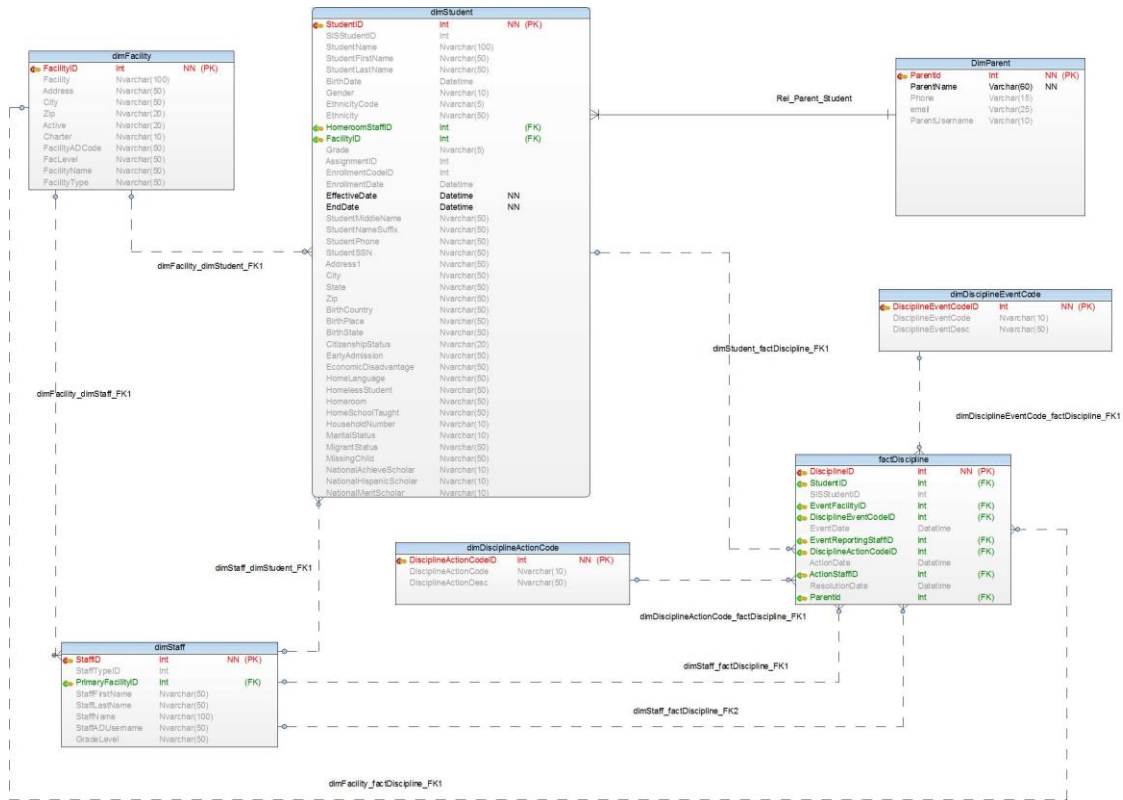 dimStudent
StudentID Int NN (PK)
SISStudentID Int
StudentName Nvarchar(100)
StudentFirstName Nvarchar(50)
StudentLastName Nvarchar(50)
BirthDate Datetime
Gender Nvarchar(10)
EthnicityCode Nvarchar(5)
Ethnicity Nvarchar(50)
HomeroomStaffID Int (FK)
FacilityID Int (FK)
Grade Nvarchar(5)
AssignmentID Int
EnrollmentCodeID Int
EnrollmentDate Datetime
EffectiveDate Datetime NN
EndDate Datetime NN
StudentMiddleName Nvarchar(50)
StudentNameSuffix Nvarchar(50)
StudentPhone Nvarchar(50)
StudentSSN Nvarchar(50)
Address1 Nvarchar(50)
City Nvarchar(50)
State Nvarchar(50)
Zip Nvarchar(50)
BirthCountry Nvarchar(50)
BirthPlace Nvarchar(50)
BirthState Nvarchar(50)
CitizenshipStatus Nvarchar(20)
EarlyAdmission Nvarchar(50)
EconomicDisadvantage Nvarchar(50)
HomeLanguage Nvarchar(50)
HomelessStudent Nvarchar(50)
Homeroom Nvarchar(50)
HomeSchoolTaught Nvarchar(50)
HouseholdNumber Nvarchar(10)
MaritalStatus Nvarchar(10)
MigrantStatus Nvarchar(50)
MissingChild Nvarchar(50)
NationalAchieveScholar Nvarchar(10)
NationalHispanicScholar Nvarchar(10)
NationalMeritScholar Nvarchar(10)
dimFacility
FacilityID Int NN (PK)
Facility Nvarchar(100)
Address Nvarchar(50)
City Nvarchar(50)
Zip Nvarchar(20)
Active Nvarchar(20)
Charter Nvarchar(10)
FacilityADCode Nvarchar(50)
FacLevel Nvarchar(50)
FacilityName Nvarchar(50)
FacilityType Nvarchar(50)
DimParent
ParentId Int NN (PK)
ParentName Varchar(60) NN
Phone Varchar(15)
email Varchar(25)
ParentUsername Varchar(10)
Rel_Parent_Student
dimFacility_dimStudent_FK1
dimDisciplineEventCode
DisciplineEventCodeID Int NN (PK)
DisciplineEventCode Nvarchar(10)
DisciplineEventDesc Nvarchar(50)
dimStudent_factDiscipline_FK1
dimFacility_dimStaff_FK1
dimDisciplineEventCode_factDiscipline_FK1
factDiscipline
DisciplineID Int NN (PK)
StudentID Int (FK)
SISStudentID Int
EventFacilityID Int (FK)
DisciplineEventCodeID Int (FK)
EventDate Datetime
EventReportingStaffID Int (FK)
DisciplineActionCodeID Int (FK)
ActionDate Datetime
ActionStaffID Int (FK)
ResolutionDate Datetime
ParentId Int (FK)
dimDisciplineActionCode
DisciplineActionCodeID Int NN (PK)
DisciplineActionCode Nvarchar(10)
DisciplineActionDesc Nvarchar(50)
dimStaff_dimStudent_FK1
dimDisciplineActionCode_factDiscipline_FK1
dimStaff
StaffID Int NN (PK)
StaffTypeID Int
PrimaryFacilityID Int (FK)
StaffFirstName Nvarchar(50)
StaffLastName Nvarchar(50)
StaffName Nvarchar(100)
StaffADUsername Nvarchar(50)
GradeLevel Nvarchar(50)
dimStaff_factDiscipline_FK1
dimStaff_factDiscipline_FK2
dimFacility_factDiscipline_FK1